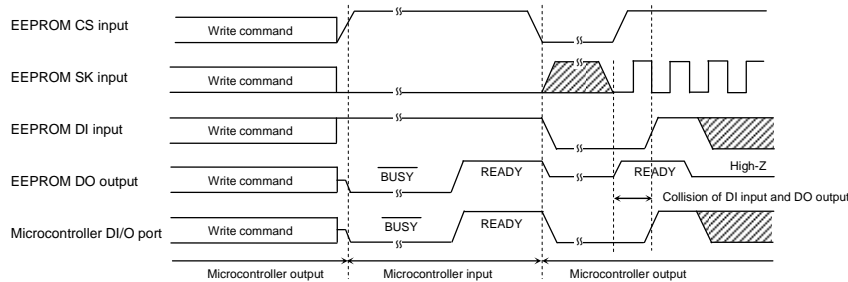 EEPROM CS input
Write command
EEPROM SK input
Write command
EEPROM DI input
Write command
EEPROM DO output
Write command
BUSY
READY
READY
High-Z
Collision of DI input and DO output
Microcontroller DI/O port
Write command
BUSY
READY
Microcontroller output
Microcontroller input
Microcontroller output